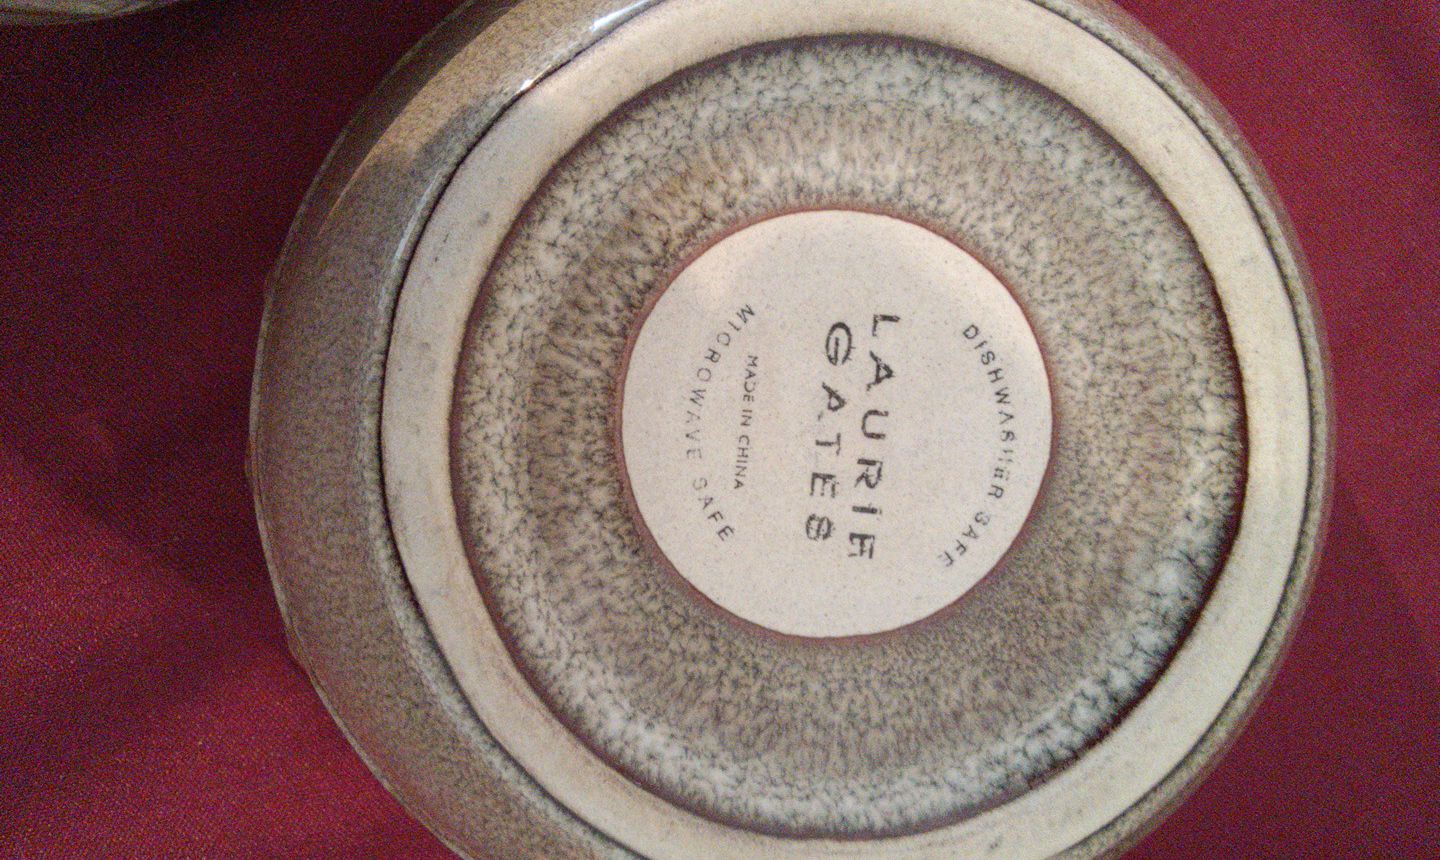 DISHWASHER SAFE
LAURIE
GATES
MADE IN CHINA
MICROWAVE SAFE